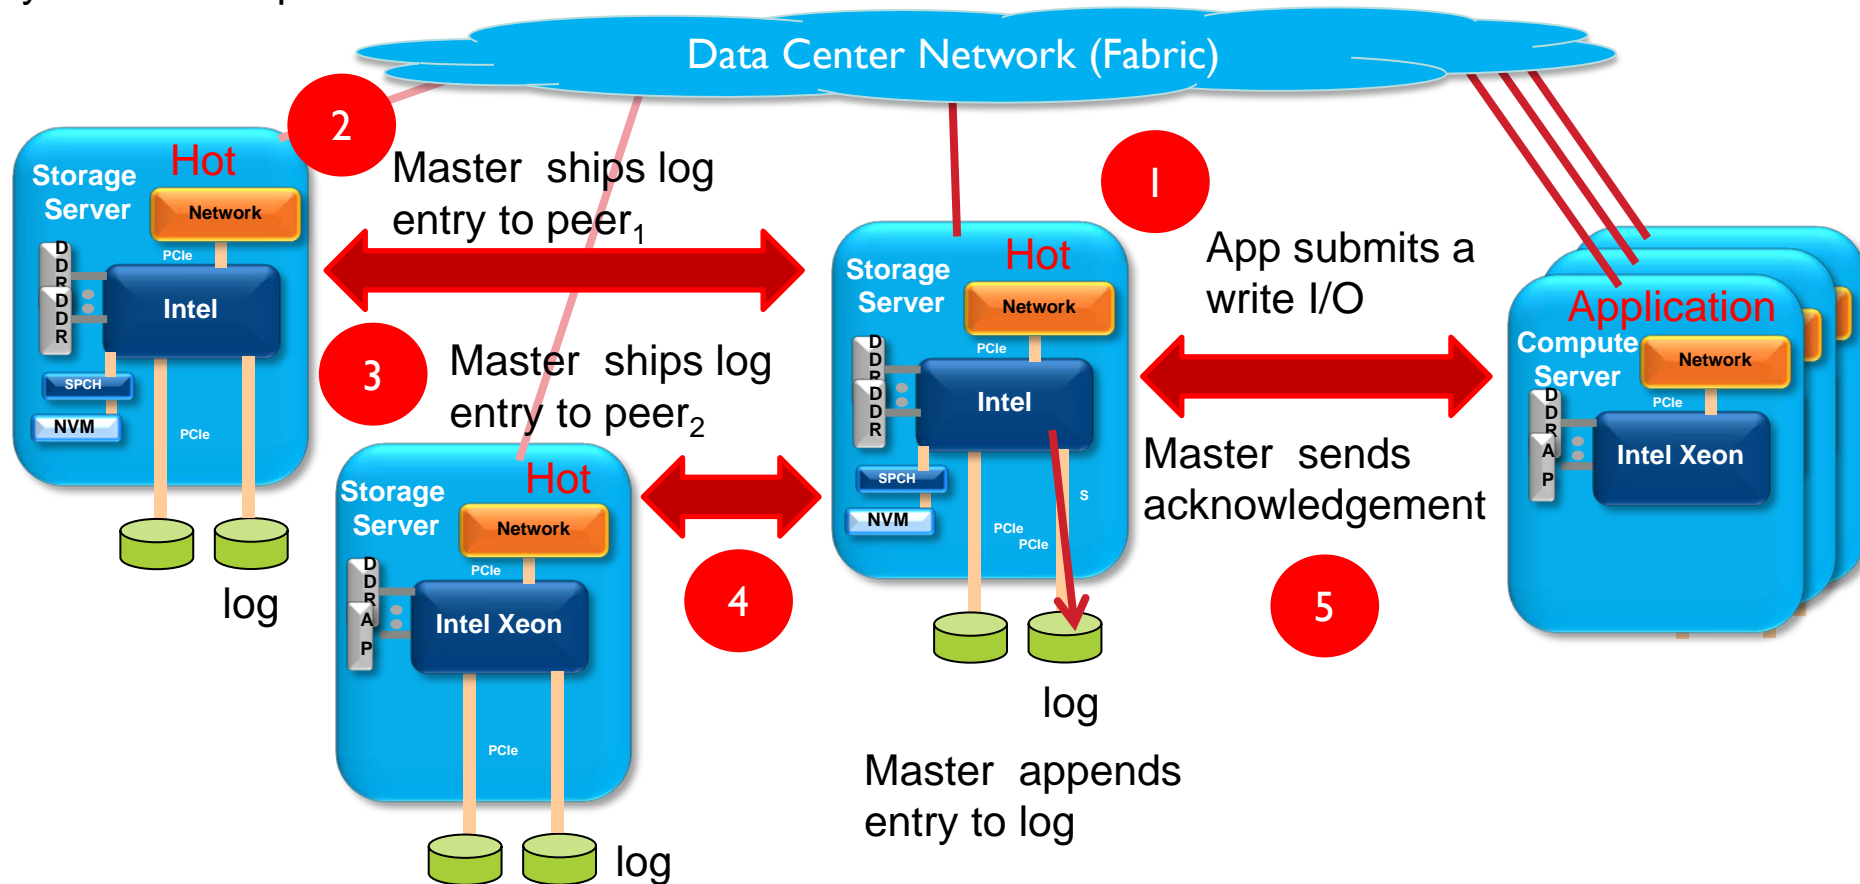 Data Center Network (Fabric)
2
Hot
Storage
Server
Network
PCIe
D
D
R
D
D
R
Intel
SPCH
NVM
PCIe
log
Master ships log
entry to peer1
3
Master ships log
entry to peer2
Hot
Storage
Server
Network
PCIe
D
D
R
A
P
Intel Xeon
PCIe
log
4
Hot
Storage
Server
Network
PCIe
D
D
R
D
D
R
Intel
SPCH
NVM
s
PCIe
PCIe
log
Master appends
entry to log
1
App submits a
write I/O
Master sends
acknowledgement
5
Application
Compute
Server
Network
PCIe
D
D
R
A
P
Intel Xeon